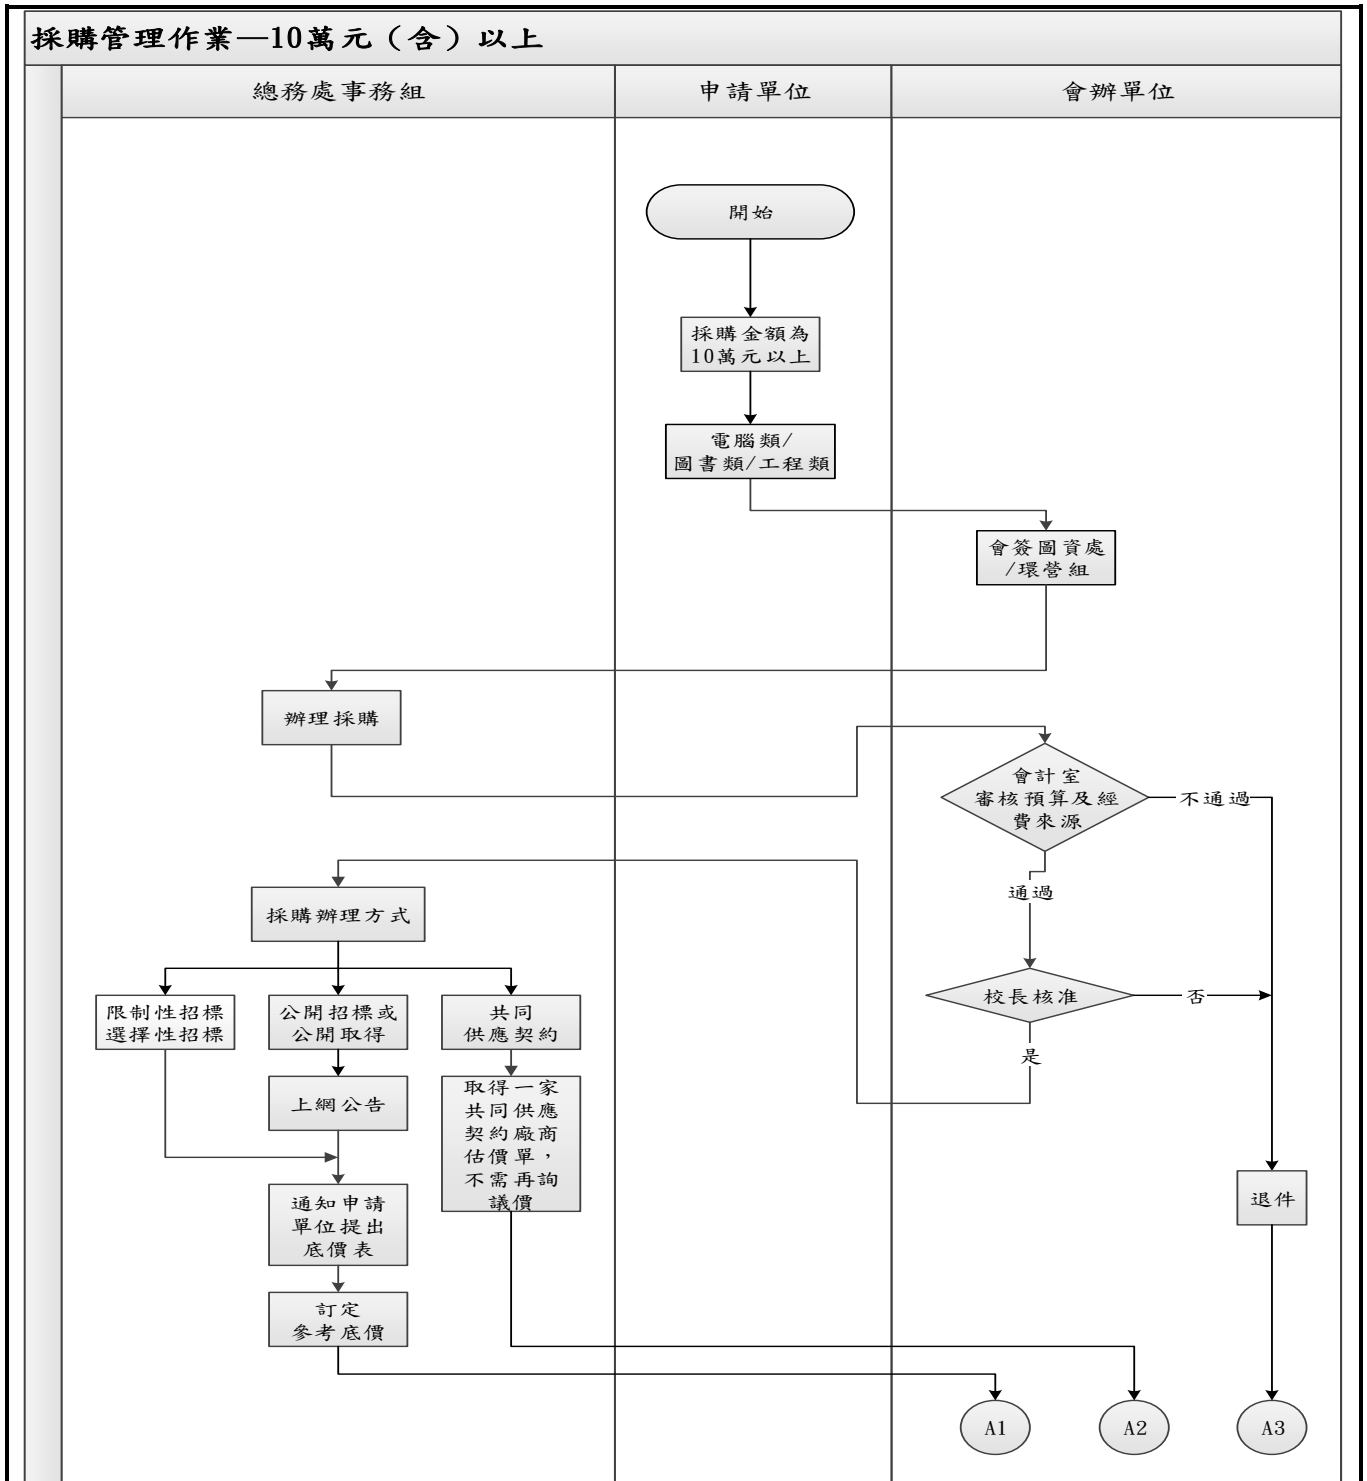 採購管理作業—10萬元（含）以上
總務處事務組
申請單位
會辦單位
開始
採購金額為
10萬元以上
電腦類/
圖書類/工程類
會簽圖資處
/環營組
辦理採購
會計室
審核預算及經
費來源
不通過
通過
採購辦理方式
校長核准
否
是
限制性招標
選擇性招標
公開招標或
公開取得
共同
供應契約
上網公告
取得一家
共同供應
契約廠商
估價單，
不需再詢
議價
通知申請
單位提出
底價表
退件
訂定
參考底價
A1
A2
A3